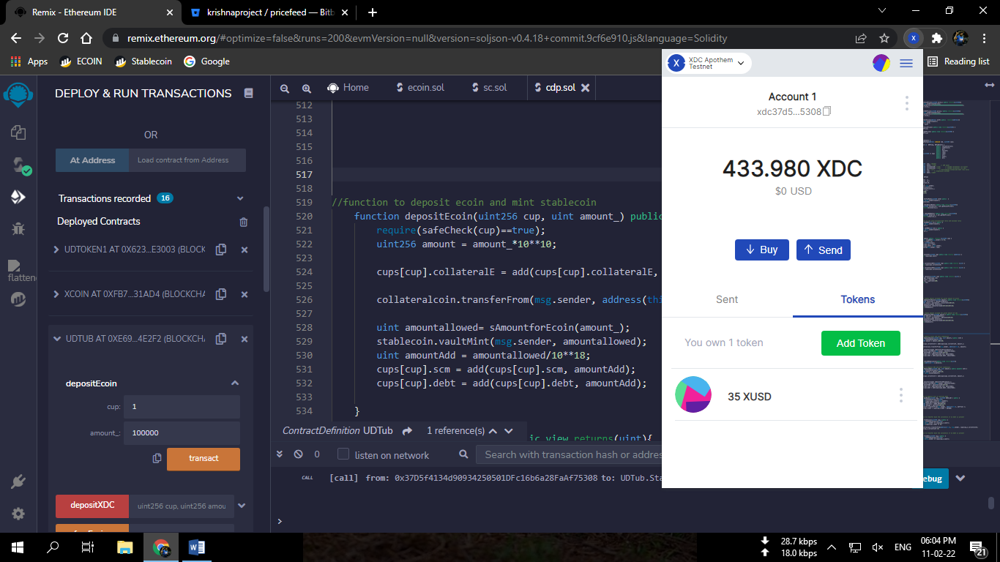 Remix - Ethereum IDE
krishnaproject / pricefeed — Bitb
remix.ethereum.org/#optimize=false&runs=200&evmVersion=null&version=soljson-v0.4.18+commit.9cf6e910.js&language=Solidity
Apps
ECOIN
Stablecoin
Google
Reading list
DEPLOY & RUN TRANSACTIONS
OR
At Address
Load contract from Address
Transactions recorded 16
Deployed Contracts
UDTOKEN1 AT 0X623...E3003 (BLOCK
XCOIN AT 0XFB7...31AD4 (BLOCKCHA
UDTUB AT 0XE69...4E2F2 (BLOCKCH
depositEcoin
cup: 1
amount_: 100000
transact
depositXDC
uint256 cup, uint256 amou
flattene
Home
ecoin.sol
sc.sol
cdp.sol
512
513
514
515
516
517
518
519 //function to deposit ecoin and mint stablecoin
520 function depositEcoin(uint256 cup, uint amount_) public
521 require(safeCheck(cup)==true);
522 uint256 amount = amount_*10**10;
523
524 cups[cup].collateralE = add(cups[cup].collateralE,
525
526 collateralcoin.transferFrom(msg.sender, address(thi
527
528 uint amountallowed= sAmountforEcoin(amount_);
529 stablecoin.vaultMint(msg.sender, amountallowed);
530 uint amountAdd = amountallowed/10**18;
531 cups[cup].scm = add(cups[cup].scm, amountAdd);
532 cups[cup].debt = add(cups[cup].debt, amountAdd);
533
534 }
ContractDefinition UDTub
1 reference(s)
ic view returns(uint){
0
listen on network
Search with transaction hash or addres
CALL
[call] from: 0x37D5f4134d90934250501DFc16b6a28FaAf75308 to: UDTub.Sta
ebug
>
XDC Apothem
Testnet
Account 1
xdc37d5...5308
433.980 XDC
$0 USD
Buy
Send
Sent
Tokens
You own 1 token
Add Token
35 XUSD
28.7 kbps
18.0 kbps
ENG
06:04 PM
11-02-22
21